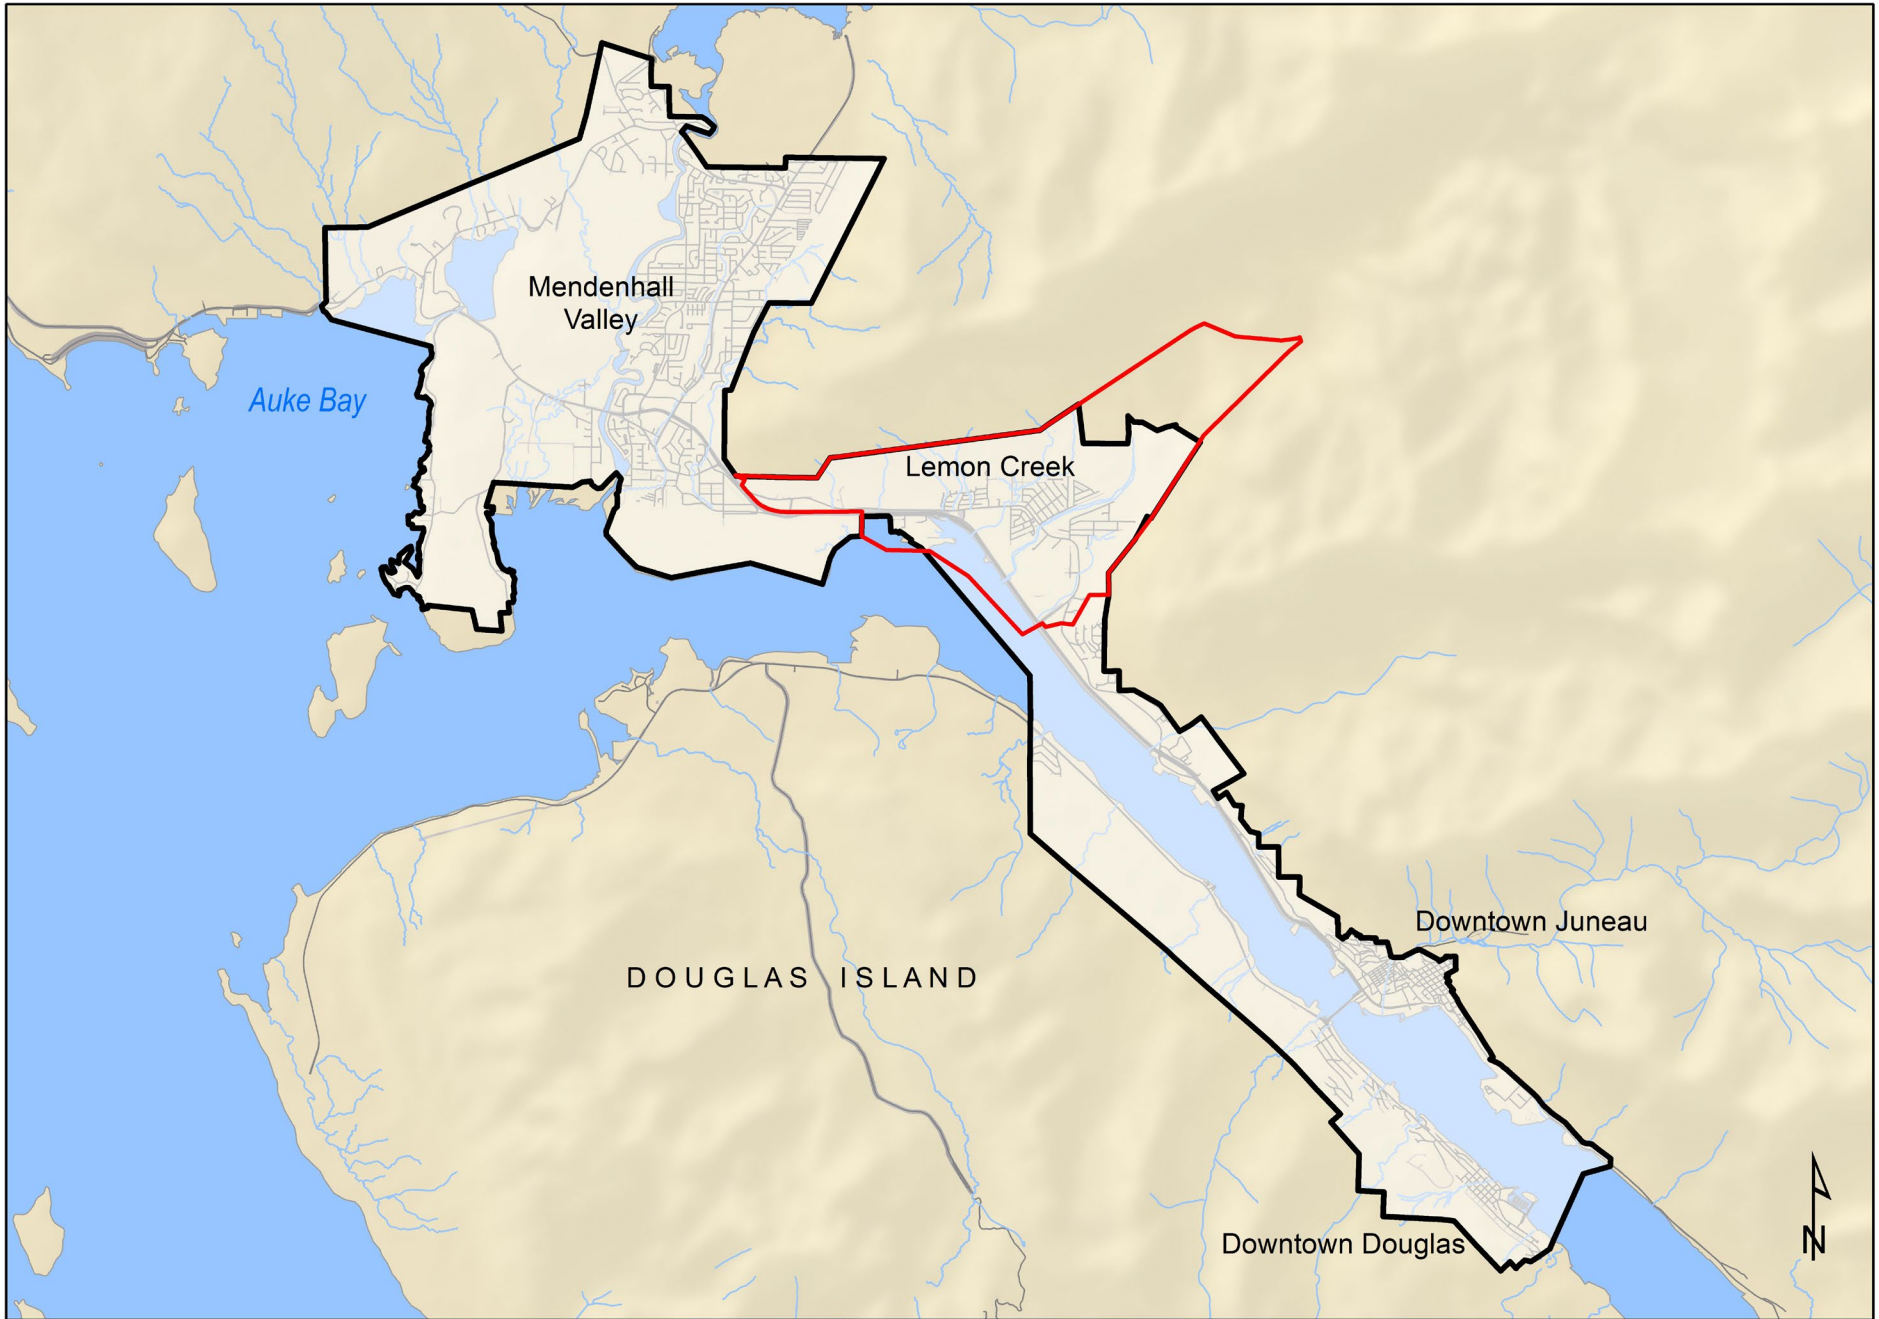 Mendenhall
Valley
Auke Bay
Lemon Creek
Downtown Juneau
DOUGLAS ISLAND
Downtown Douglas
N